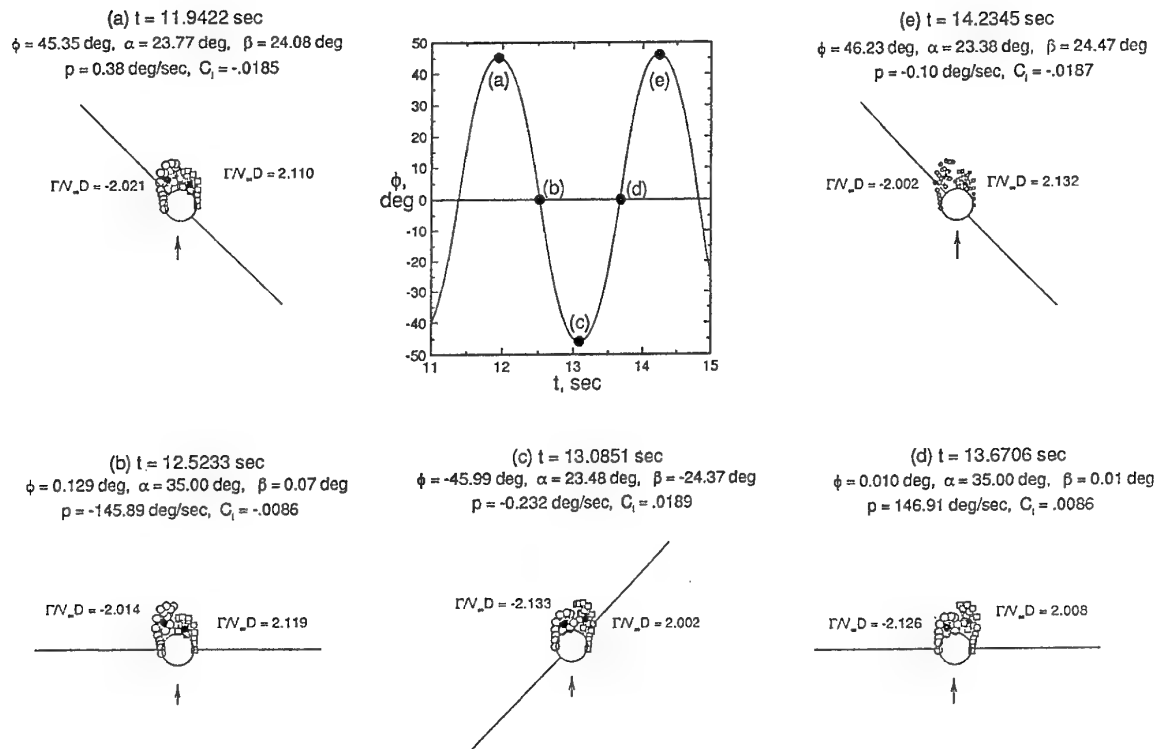 (a) t = 11.9422 sec
ϕ = 45.35 deg, α = 23.77 deg, β = 24.08 deg
p = 0.38 deg/sec, Cₗ = -.0185
Γ/V∞D = -2.021
Γ/V∞D = 2.110
50
40
30
20
10
0
-10
-20
-30
-40
-50
ϕ,
deg
(a)
(b)
(c)
(d)
(e)
11
12
13
14
15
t, sec
(e) t = 14.2345 sec
ϕ = 46.23 deg, α = 23.38 deg, β = 24.47 deg
p = -0.10 deg/sec, Cₗ = -.0187
Γ/V∞D = -2.002
Γ/V∞D = 2.132
(b) t = 12.5233 sec
ϕ = 0.129 deg, α = 35.00 deg, β = 0.07 deg
p = -145.89 deg/sec, Cₗ = -.0086
Γ/V∞D = -2.014
Γ/V∞D = 2.119
(c) t = 13.0851 sec
ϕ = -45.99 deg, α = 23.48 deg, β = -24.37 deg
p = -0.232 deg/sec, Cₗ = .0189
Γ/V∞D = -2.133
Γ/V∞D = 2.002
(d) t = 13.6706 sec
ϕ = 0.010 deg, α = 35.00 deg, β = 0.01 deg
p = 146.91 deg/sec, Cₗ = .0086
Γ/V∞D = -2.126
Γ/V∞D = 2.008